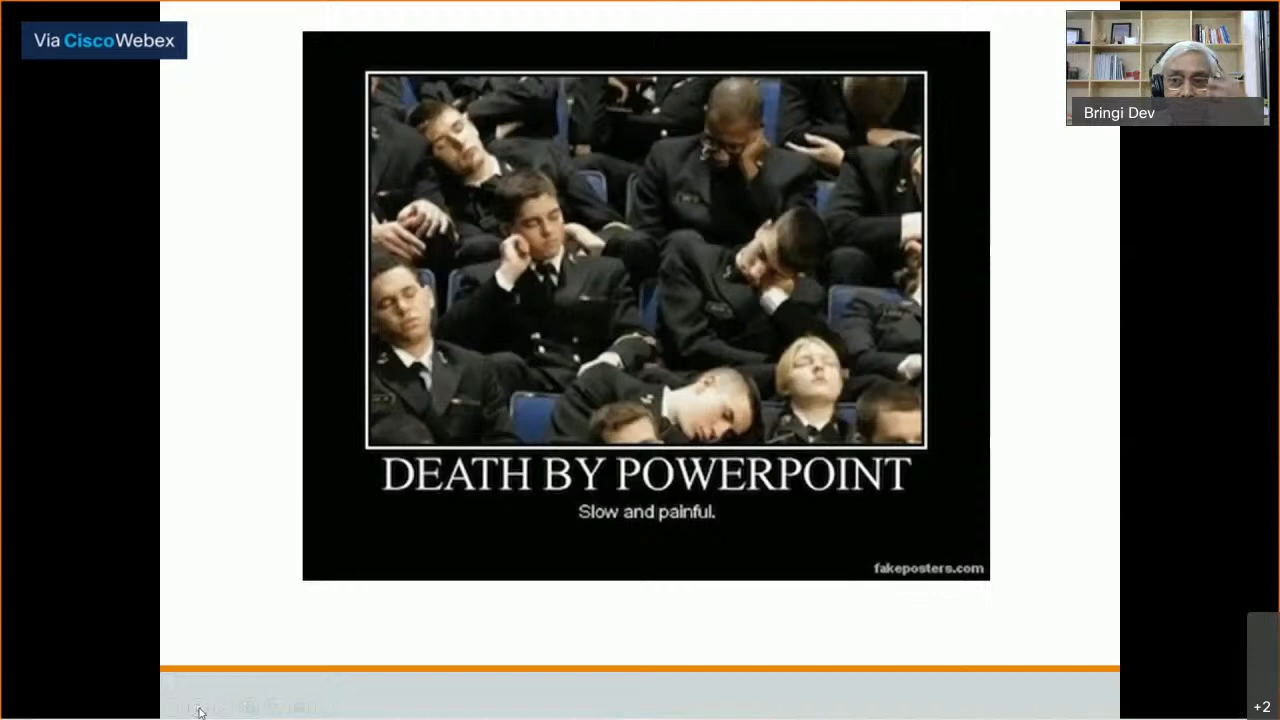 Via CiscoWebex
Bringi Dev
DEATH BY POWERPOINT
Slow and painful.
fakeposters.com
+2